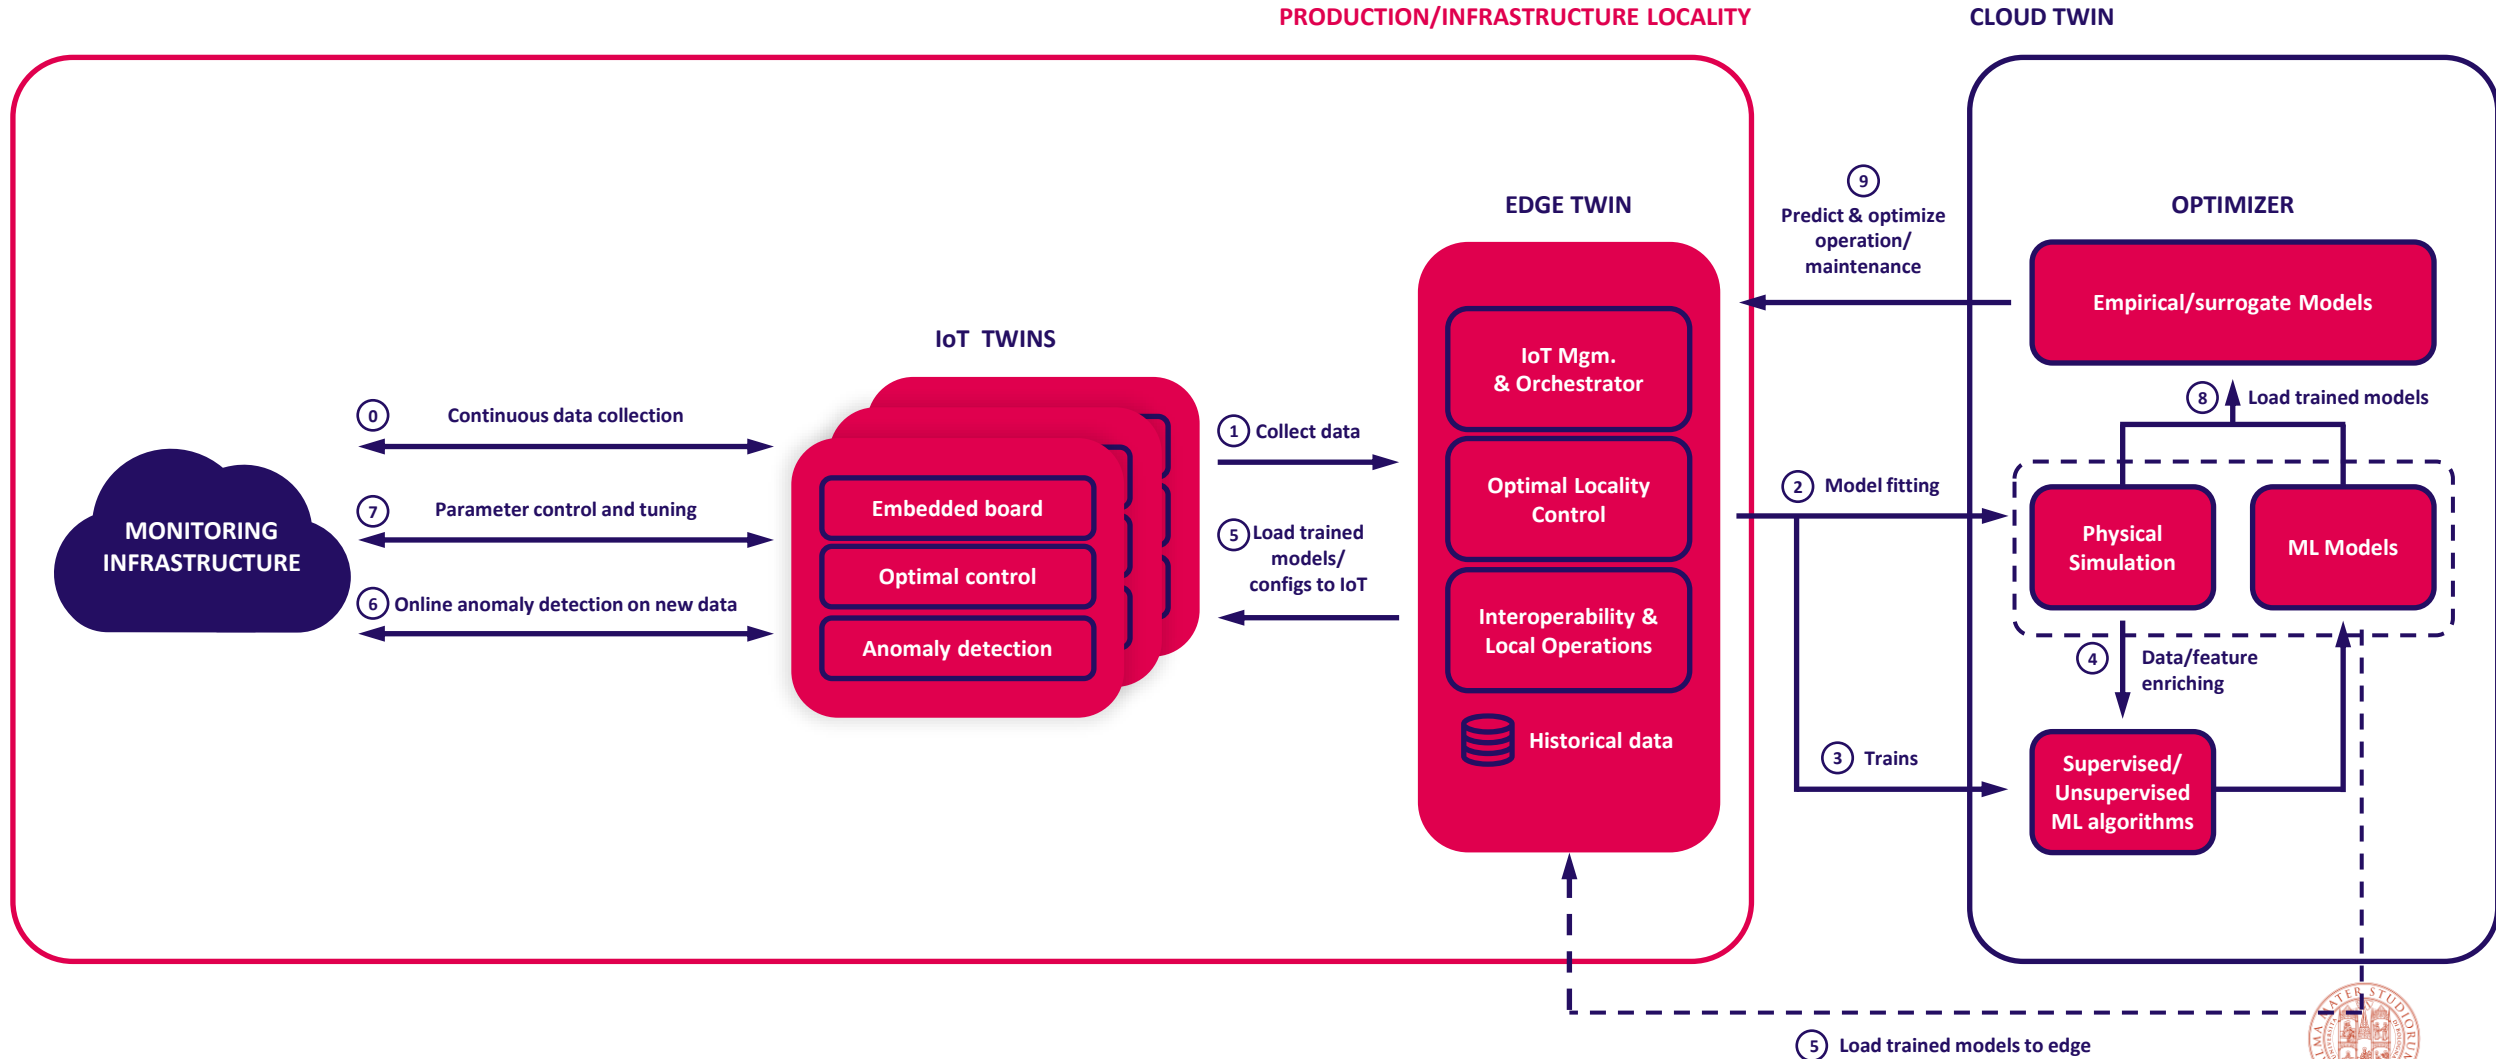 PRODUCTION/INFRASTRUCTURE LOCALITY
CLOUD TWIN
9
Predict & optimize
operation/
maintenance
EDGE TWIN
OPTIMIZER
Empirical/surrogate Models
IoT Mgm.
& Orchestrator
IoT TWINS
0
Continuous data collection
1
Collect data
8
Load trained models
MONITORING
INFRASTRUCTURE
7
Parameter control and tuning
Embedded board
5
Load trained
models/
configs to IoT
Optimal Locality
Control
2
Model fitting
Physical
Simulation
ML Models
6
Online anomaly detection on new data
Optimal control
Anomaly detection
Interoperability &
Local Operations
4
Data/feature
enriching
Historical data
3
Trains
Supervised/
Unsupervised
ML algorithms
5
Load trained models to edge
MATER STUDIORUM